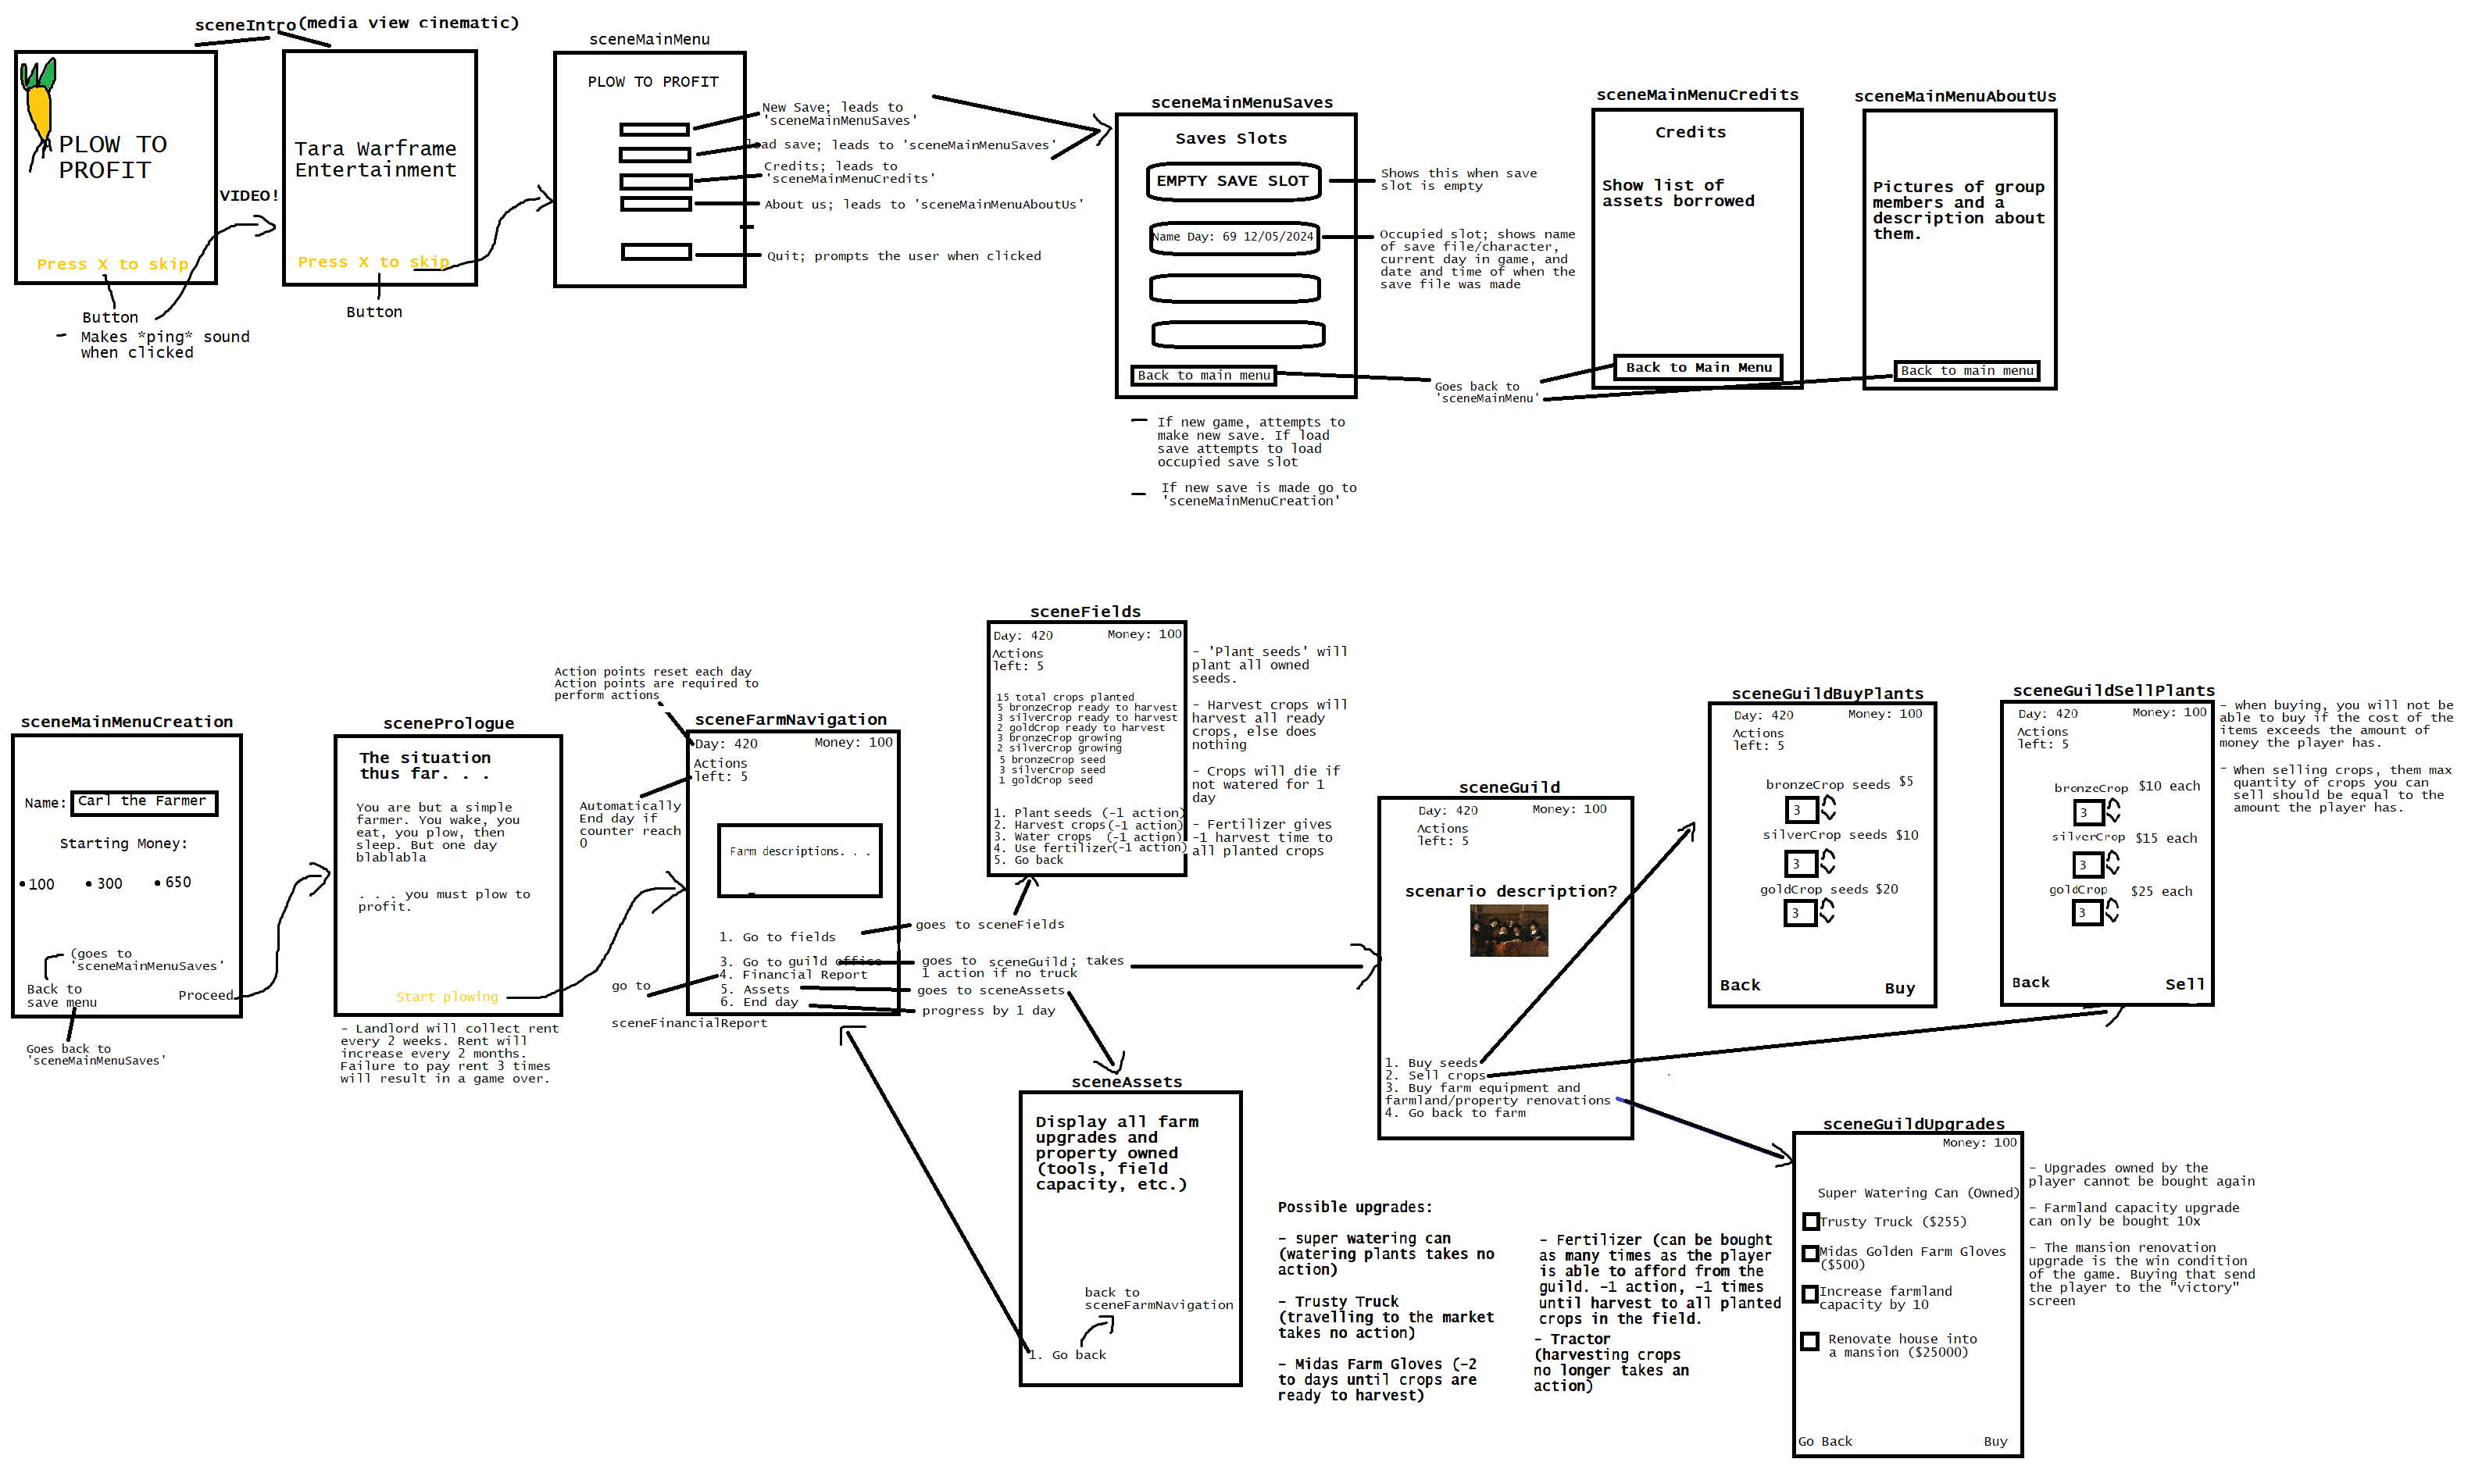 sceneIntro(media view cinematic)
PLOW TO
PROFIT
Press X to skip
Button
- Makes *ping* sound
when clicked
VIDEO!
Tara Warframe
Entertainment
Press X to skip
Button
sceneMainMenu
PLOW TO PROFIT
New Save; leads to
'sceneMainMenuSaves'
load save; leads to 'sceneMainMenuSaves'
Credits; leads to
'sceneMainMenuCredits'
About us; leads to 'sceneMainMenuAboutUs'
Quit; prompts the user when clicked
sceneMainMenuSaves
Saves Slots
EMPTY SAVE SLOT
Name Day: 69 12/05/2024
Back to main menu
Shows this when save
slot is empty
Occupied slot; shows name
of save file/character,
current day in game, and
date and time of when the
save file was made
- If new game, attempts to
make new save. If load
save attempts to load
occupied save slot
- If new save is made go to
'sceneMainMenuCreation'
Goes back to
'sceneMainMenu'
sceneMainMenuCredits
Credits
Show list of
assets borrowed
Back to Main Menu
sceneMainMenuAboutUs
Pictures of group
members and a
description about
them.
Back to main menu
sceneMainMenuCreation
Name: Carl the Farmer
Starting Money:
•100 •300 •650
(goes to
'sceneMainMenuSaves'
Back to
save menu
Proceed
Goes back to
'sceneMainMenuSaves'
scenePrologue
The situation
thus far. . .
You are but a simple
farmer. You wake, you
eat, you plow, then
sleep. But one day
blablabla
. . . you must plow to
profit.
Start plowing
- Landlord will collect rent
every 2 weeks. Rent will
increase every 2 months.
Failure to pay rent 3 times
will result in a game over.
Action points reset each day
Action points are required to
perform actions
sceneFarmNavigation
Day: 420 Money: 100
Actions
left: 5
Automatically
End day if
counter reach
0
Farm descriptions. . .
1. Go to fields
3. Go to guild office
4. Financial Report
5. Assets
6. End day
go to
sceneFinancialReport
goes to sceneFields
goes to sceneGuild; takes
1 action if no truck
goes to sceneAssets
progress by 1 day
sceneFields
Day: 420 Money: 100
Actions
left: 5
15 total crops planted
5 bronzeCrop ready to harvest
3 silverCrop ready to harvest
2 goldCrop ready to harvest
3 bronzeCrop growing
2 silverCrop growing
5 bronzeCrop seed
3 silverCrop seed
1 goldCrop seed
1. Plant seeds (-1 action)
2. Harvest crops(-1 action)
3. Water crops (-1 action)
4. Use fertilizer(-1 action)
5. Go back
- 'Plant seeds' will
plant all owned
seeds.
- Harvest crops will
harvest all ready
crops, else does
nothing
- Crops will die if
not watered for 1
day
- Fertilizer gives
-1 harvest time to
all planted crops
sceneAssets
Display all farm
upgrades and
property owned
(tools, field
capacity, etc.)
back to
sceneFarmNavigation
1. Go back
sceneGuild
Day: 420 Money: 100
Actions
left: 5
scenario description?
1. Buy seeds
2. Sell crops
3. Buy farm equipment and
farmland/property renovations
4. Go back to farm
sceneGuildBuyPlants
Day: 420 Money: 100
Actions
left: 5
bronzeCrop seeds $5
3
silverCrop seeds $10
3
goldCrop seeds $20
3
Back Buy
sceneGuildSellPlants
Day: 420 Money: 100
Actions
left: 5
bronzeCrop $10 each
3
silverCrop $15 each
3
goldCrop $25 each
3
Back Sell
- when buying, you will not be
able to buy if the cost of the
items exceeds the amount of
money the player has.
- When selling crops, them max
quantity of crops you can
sell should be equal to the
amount the player has.
Possible upgrades:
- super watering can
(watering plants takes no
action)
- Trusty Truck
(travelling to the market
takes no action)
- Midas Farm Gloves (-2
to days until crops are
ready to harvest)
- Fertilizer (can be bought
as many times as the player
is able to afford from the
guild. -1 action, -1 times
until harvest to all planted
crops in the field.
- Tractor
(harvesting crops
no longer takes an
action)
sceneGuildUpgrades
Money: 100
Super Watering Can (Owned)
Trusty Truck ($255)
Midas Golden Farm Gloves
($500)
Increase farmland
capacity by 10
Renovate house into
a mansion ($25000)
Go Back Buy
- Upgrades owned by the
player cannot be bought again
- Farmland capacity upgrade
can only be bought 10x
- The mansion renovation
upgrade is the win condition
of the game. Buying that send
the player to the "victory"
screen